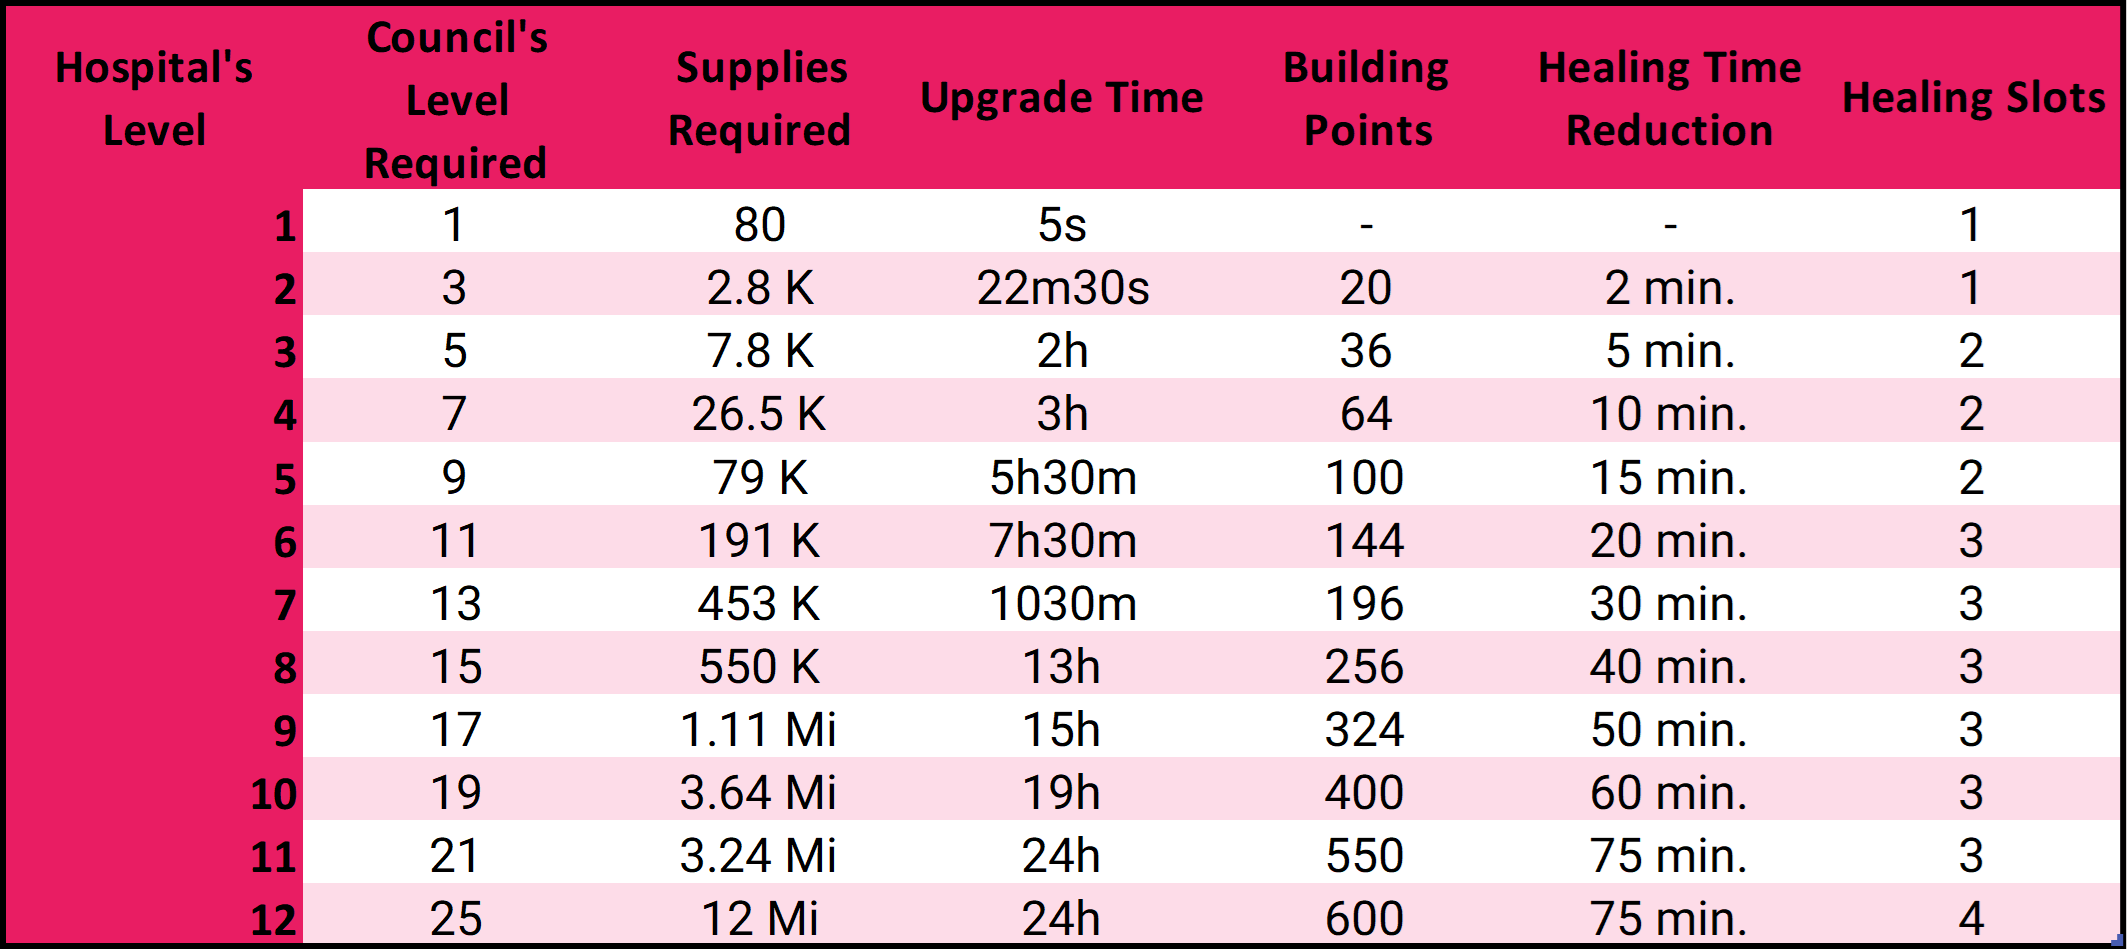 Hospital's Level Council's Level Required Supplies Required Upgrade Time Building Points Healing Time Reduction Healing Slots
1 1 80 5s - - 1
2 3 2.8 K 22m30s 20 2 min. 1
3 5 7.8 K 2h 36 5 min. 2
4 7 26.5 K 3h 64 10 min. 2
5 9 79 K 5h30m 100 15 min. 2
6 11 191 K 7h30m 144 20 min. 3
7 13 453 K 1030m 196 30 min. 3
8 15 550 K 13h 256 40 min. 3
9 17 1.11 Mi 15h 324 50 min. 3
10 19 3.64 Mi 19h 400 60 min. 3
11 21 3.24 Mi 24h 550 75 min. 3
12 25 12 Mi 24h 600 75 min. 4